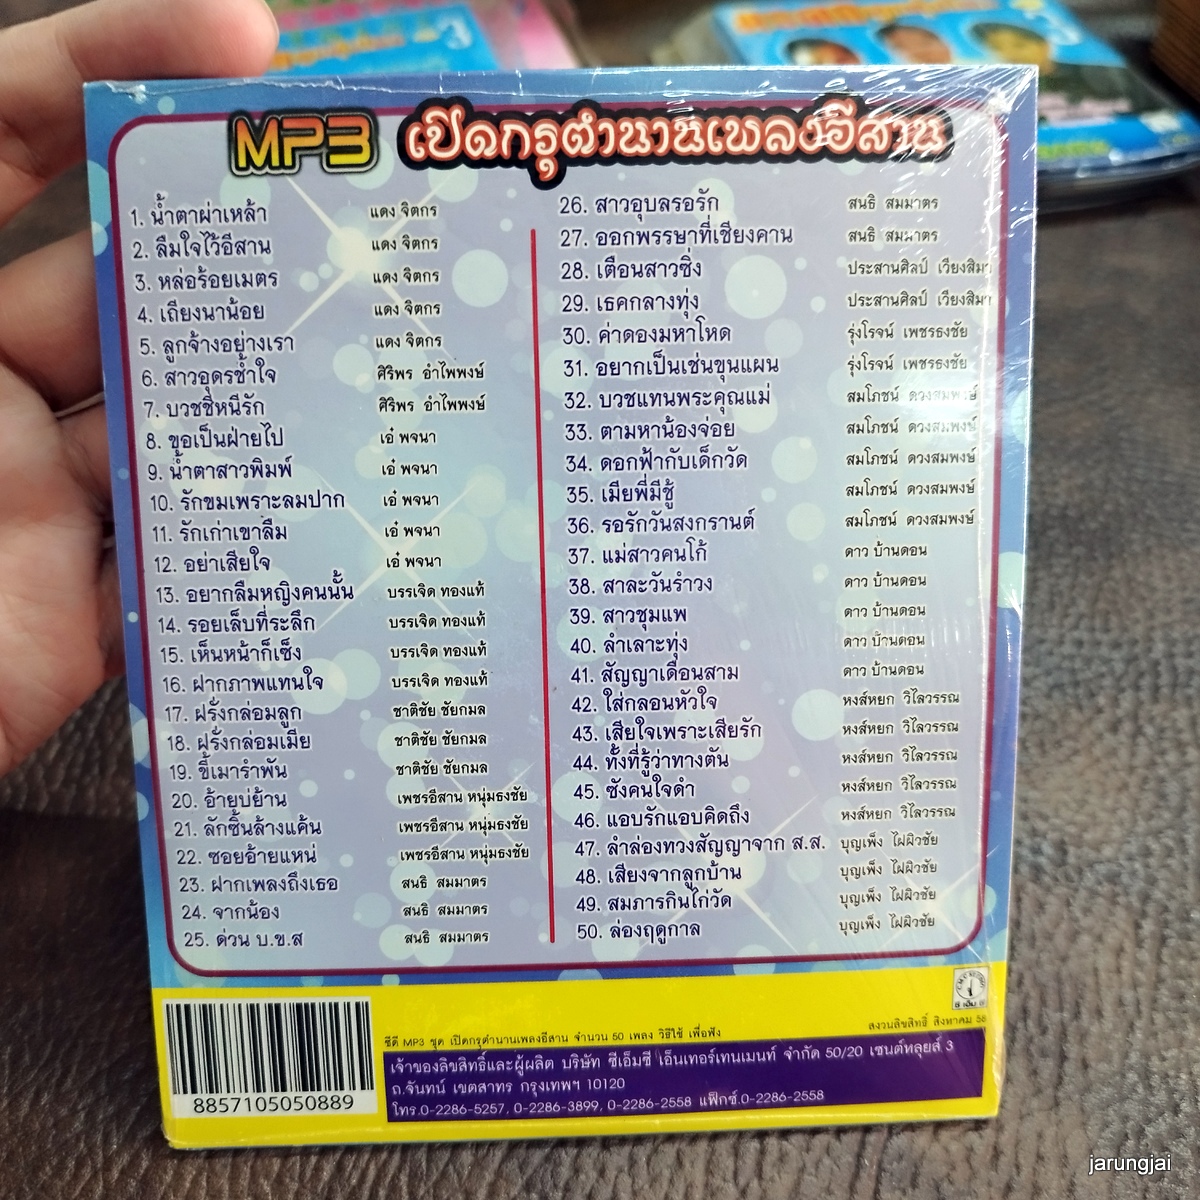 MP3 เปิดกรุตำนานเพลงอีสาน
1. น้ำตาผ่าเหล้า แดง จิตกร
2. ลืมใจไว้อีสาน แดง จิตกร
3. หล่อร้อยเมตร แดง จิตกร
4. เถียงนาน้อย แดง จิตกร
5. ลูกจ้างอย่างเรา แดง จิตกร
6. สาวอุดรช้ำใจ ศิริพร อำไพพงษ์
7. บวชชีหนีรัก ศิริพร อำไพพงษ์
8. ขอเป็นฝ่ายไป เอ๋ พจนา
9. น้ำตาสาวพิมพ์ เอ๋ พจนา
10. รักขมเพราะลมปาก เอ๋ พจนา
11. รักเก่าเขาลืม เอ๋ พจนา
12. อย่าเสียใจ เอ๋ พจนา
13. อยากลืมหญิงคนนั้น บรรเจิด ทองแท้
14. รอยเล็บที่ระลึก บรรเจิด ทองแท้
15. เห็นหน้าก็เซ็ง บรรเจิด ทองแท้
16. ฝากภาพแทนใจ บรรเจิด ทองแท้
17. ฝรั่งกล่อมลูก ชาติชัย ชัยกมล
18. ฝรั่งกล่อมเมีย ชาติชัย ชัยกมล
19. ขี้เมารำพัน ชาติชัย ชัยกมล
20. อ้ายบ่ย้าน เพชรอีสาน หนุ่มธงชัย
21. ลักซิ้นล้างแค้น เพชรอีสาน หนุ่มธงชัย
22. ซอยอ้ายแหน่ เพชรอีสาน หนุ่มธงชัย
23. ฝากเพลงถึงเธอ สนธิ สมมาตร
24. จากน้อง สนธิ สมมาตร
25. ด่วน บ.ข.ส สนธิ สมมาตร
26. สาวอุบลรอรัก สนธิ สมมาตร
27. ออกพรรษาที่เชียงคาน สนธิ สมมาตร
28. เตือนสาวซิ่ง ประสานศิลป์ เวียงสิมา
29. เธคกลางทุ่ง ประสานศิลป์ เวียงสิมา
30. ค่าดองมหาโหด รุ่งโรจน์ เพชรธงชัย
31. อยากเป็นเช่นขุนแผน รุ่งโรจน์ เพชรธงชัย
32. บวชแทนพระคุณแม่ สมโภชน์ ดวงสมพงษ์
33. ตามหาน้องจ่อย สมโภชน์ ดวงสมพงษ์
34. ดอกฟ้ากับเด็กวัด สมโภชน์ ดวงสมพงษ์
35. เมียพี่มีชู้ สมโภชน์ ดวงสมพงษ์
36. รอรักวันสงกรานต์ สมโภชน์ ดวงสมพงษ์
37. แม่สาวคนโก้ ดาว บ้านดอน
38. สาละวันรำวง ดาว บ้านดอน
39. สาวชุมแพ ดาว บ้านดอน
40. ลำเลาะทุ่ง ดาว บ้านดอน
41. สัญญาเดือนสาม ดาว บ้านดอน
42. ใส่กลอนหัวใจ หงส์หยก วิไลวรรณ
43. เสียใจเพราะเสียรัก หงส์หยก วิไลวรรณ
44. ทั้งที่รู้ว่าทางตัน หงส์หยก วิไลวรรณ
45. ซังคนใจดำ หงส์หยก วิไลวรรณ
46. แอบรักแอบคิดถึง หงส์หยก วิไลวรรณ
47. ลำล่องทวงสัญญาจาก ส.ส. บุญเพ็ง ไฝผิวชัย
48. เสียงจากลูกบ้าน บุญเพ็ง ไฝผิวชัย
49. สมภารกินไก่วัด บุญเพ็ง ไฝผิวชัย
50. ล่องฤดูกาล บุญเพ็ง ไฝผิวชัย
ซีดี MP3 ชุด เปิดกรุตำนานเพลงอีสาน จำนวน 50 เพลง วิธีใช้ เพื่อฟัง
สงวนลิขสิทธิ์ สิงหาคม 56
เจ้าของลิขสิทธิ์และผู้ผลิต บริษัท ซีเอ็มซี เอ็นเทอร์เทนเมนท์ จำกัด 50/20 เซนต์หลุยส์ 3
ถ.จันทน์ เขตสาทร กรุงเทพฯ 10120
โทร.0-2286-5257, 0-2286-3899, 0-2286-2558 แฟ็กซ์.0-2286-2558
8857105050889
jarungjai